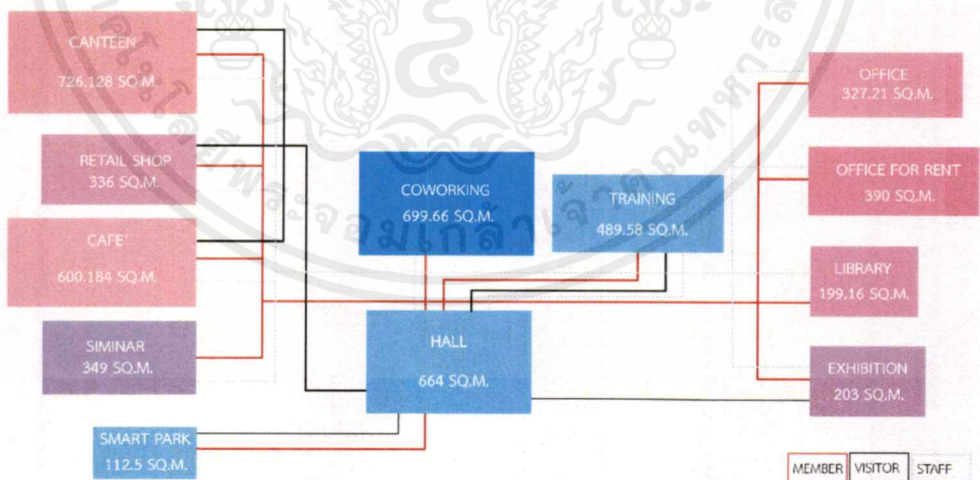 CANTEEN
726.128 SQ.M.
RETAIL SHOP
336 SQ.M.
CAFE'
600.184 SQ.M.
SIMINAR
349 SQ.M.
SMART PARK
112.5 SQ.M.
COWORKING
699.66 SQ.M.
TRAINING
489.58 SQ.M.
HALL
664 SQ.M.
OFFICE
327.21 SQ.M.
OFFICE FOR RENT
390 SQ.M.
LIBRARY
199.16 SQ.M.
EXHIBITION
203 SQ.M.
MEMBER VISITOR STAFF